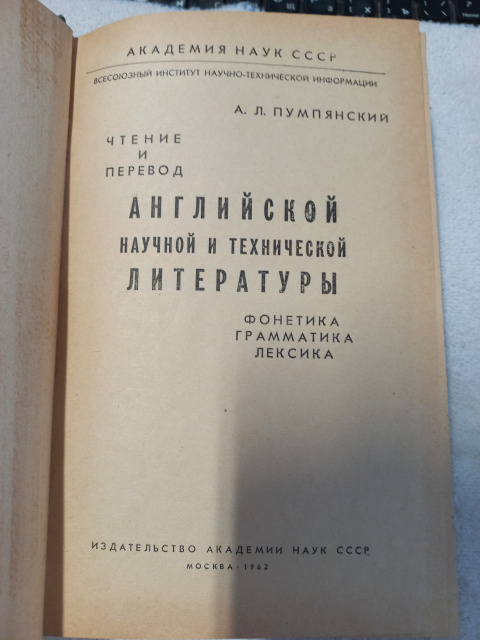 АКАДЕМИЯ НАУК СССР
ВСЕСОЮЗНЫЙ ИНСТИТУТ НАУЧНО-ТЕХНИЧЕСКОЙ ИНФОРМАЦИИ
А. Л. ПУМПЯНСКИЙ
ЧТЕНИЕ
И
ПЕРЕВОД
АНГЛИЙСКОЙ
НАУЧНОЙ И ТЕХНИЧЕСКОЙ
ЛИТЕРАТУРЫ
ФОНЕТИКА
ГРАММАТИКА
ЛЕКСИКА
ИЗДАТЕЛЬСТВО АКАДЕМИИ НАУК СССР
МОСКВА · 1962